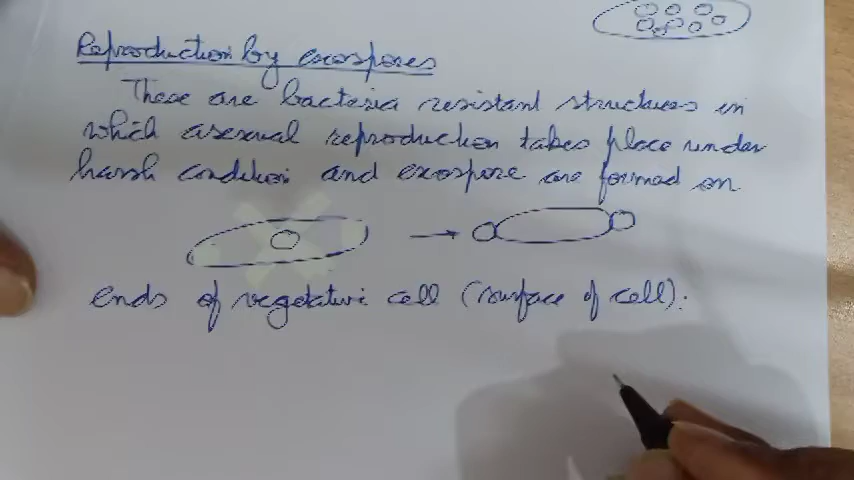 Reproduction by exospores
These are bacteria resistant structures in
which asexual reproduction takes place under
harsh condition and exospore are formed on
ends of vegetative cell (surface of cell).